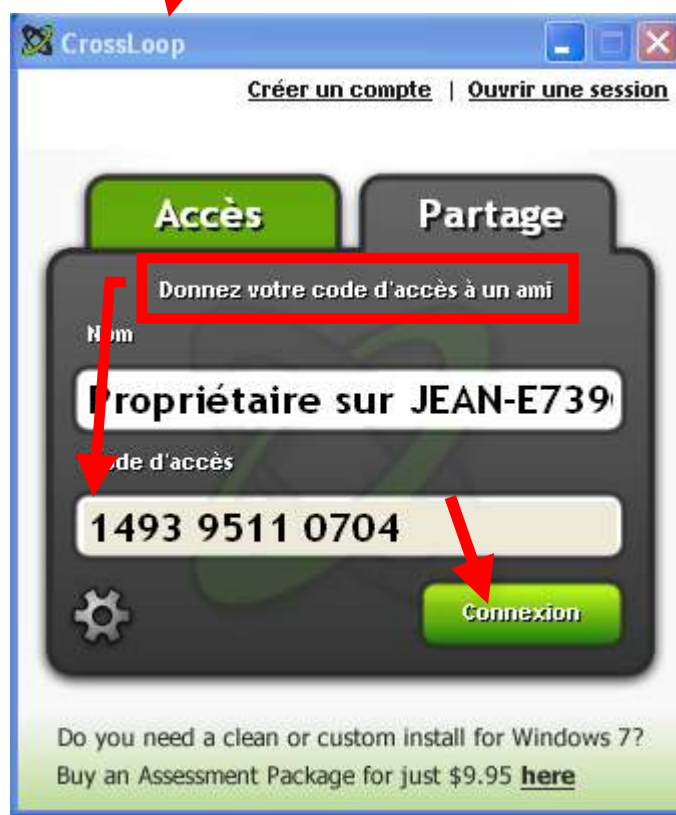 CrossLoop
Créer un compte | Ouvrir une session
Accès Partage
Donnez votre code d'accès à un ami
Nom
Propriétaire sur JEAN-E739
Code d'accès
1493 9511 0704
Connexion
Do you need a clean or custom install for Windows 7?
Buy an Assessment Package for just $9.95 here